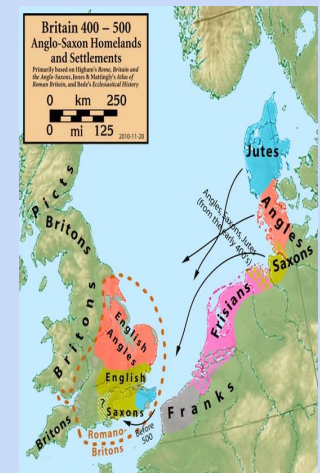 Britain 400 – 500
Anglo-Saxon Homelands
and Settlements
Primarily based on Higham's Rome, Britain and
the Anglo-Saxons, Jones & Mattingly's Atlas of
Roman Britain, and Bede's Ecclesiastical History
0 km 250
0 mi 125
2010-11-20
Jutes
Picts
Angles, Saxons, Jutes
(from the early 400's)
Angles
Britons
Saxons
Britons
English
Angles
Frisians
English
Saxons
?
Franks
Britons
Romano-
Britons
Before
500